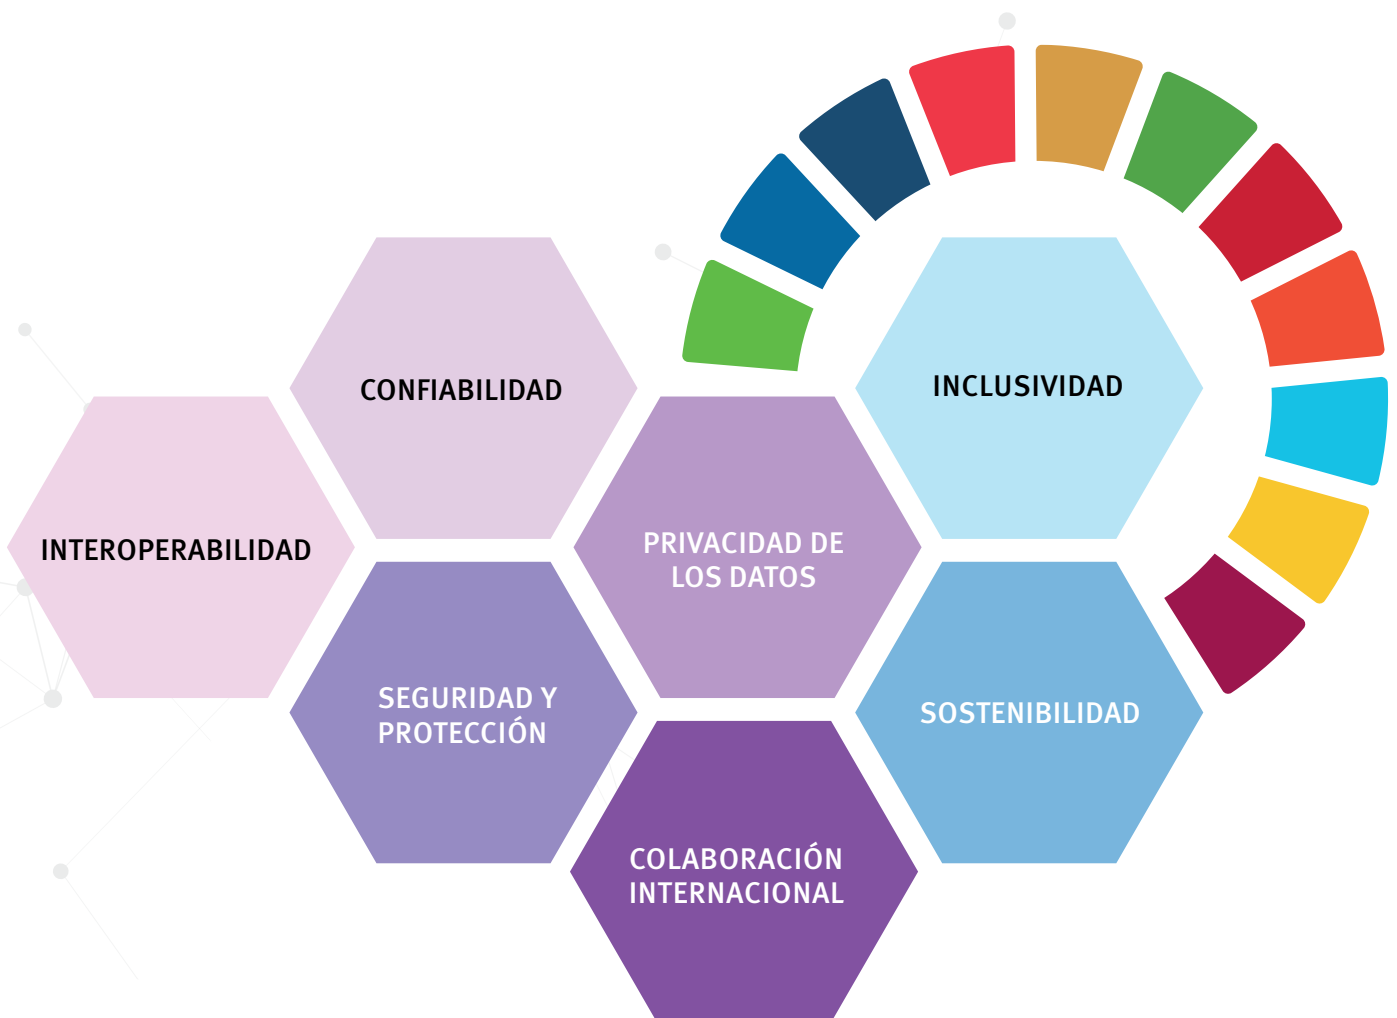 CONFIABILIDAD
INCLUSIVIDAD
INTEROPERABILIDAD
PRIVACIDAD DE
LOS DATOS
SEGURIDAD Y
PROTECCIÓN
SOSTENIBILIDAD
COLABORACIÓN
INTERNACIONAL